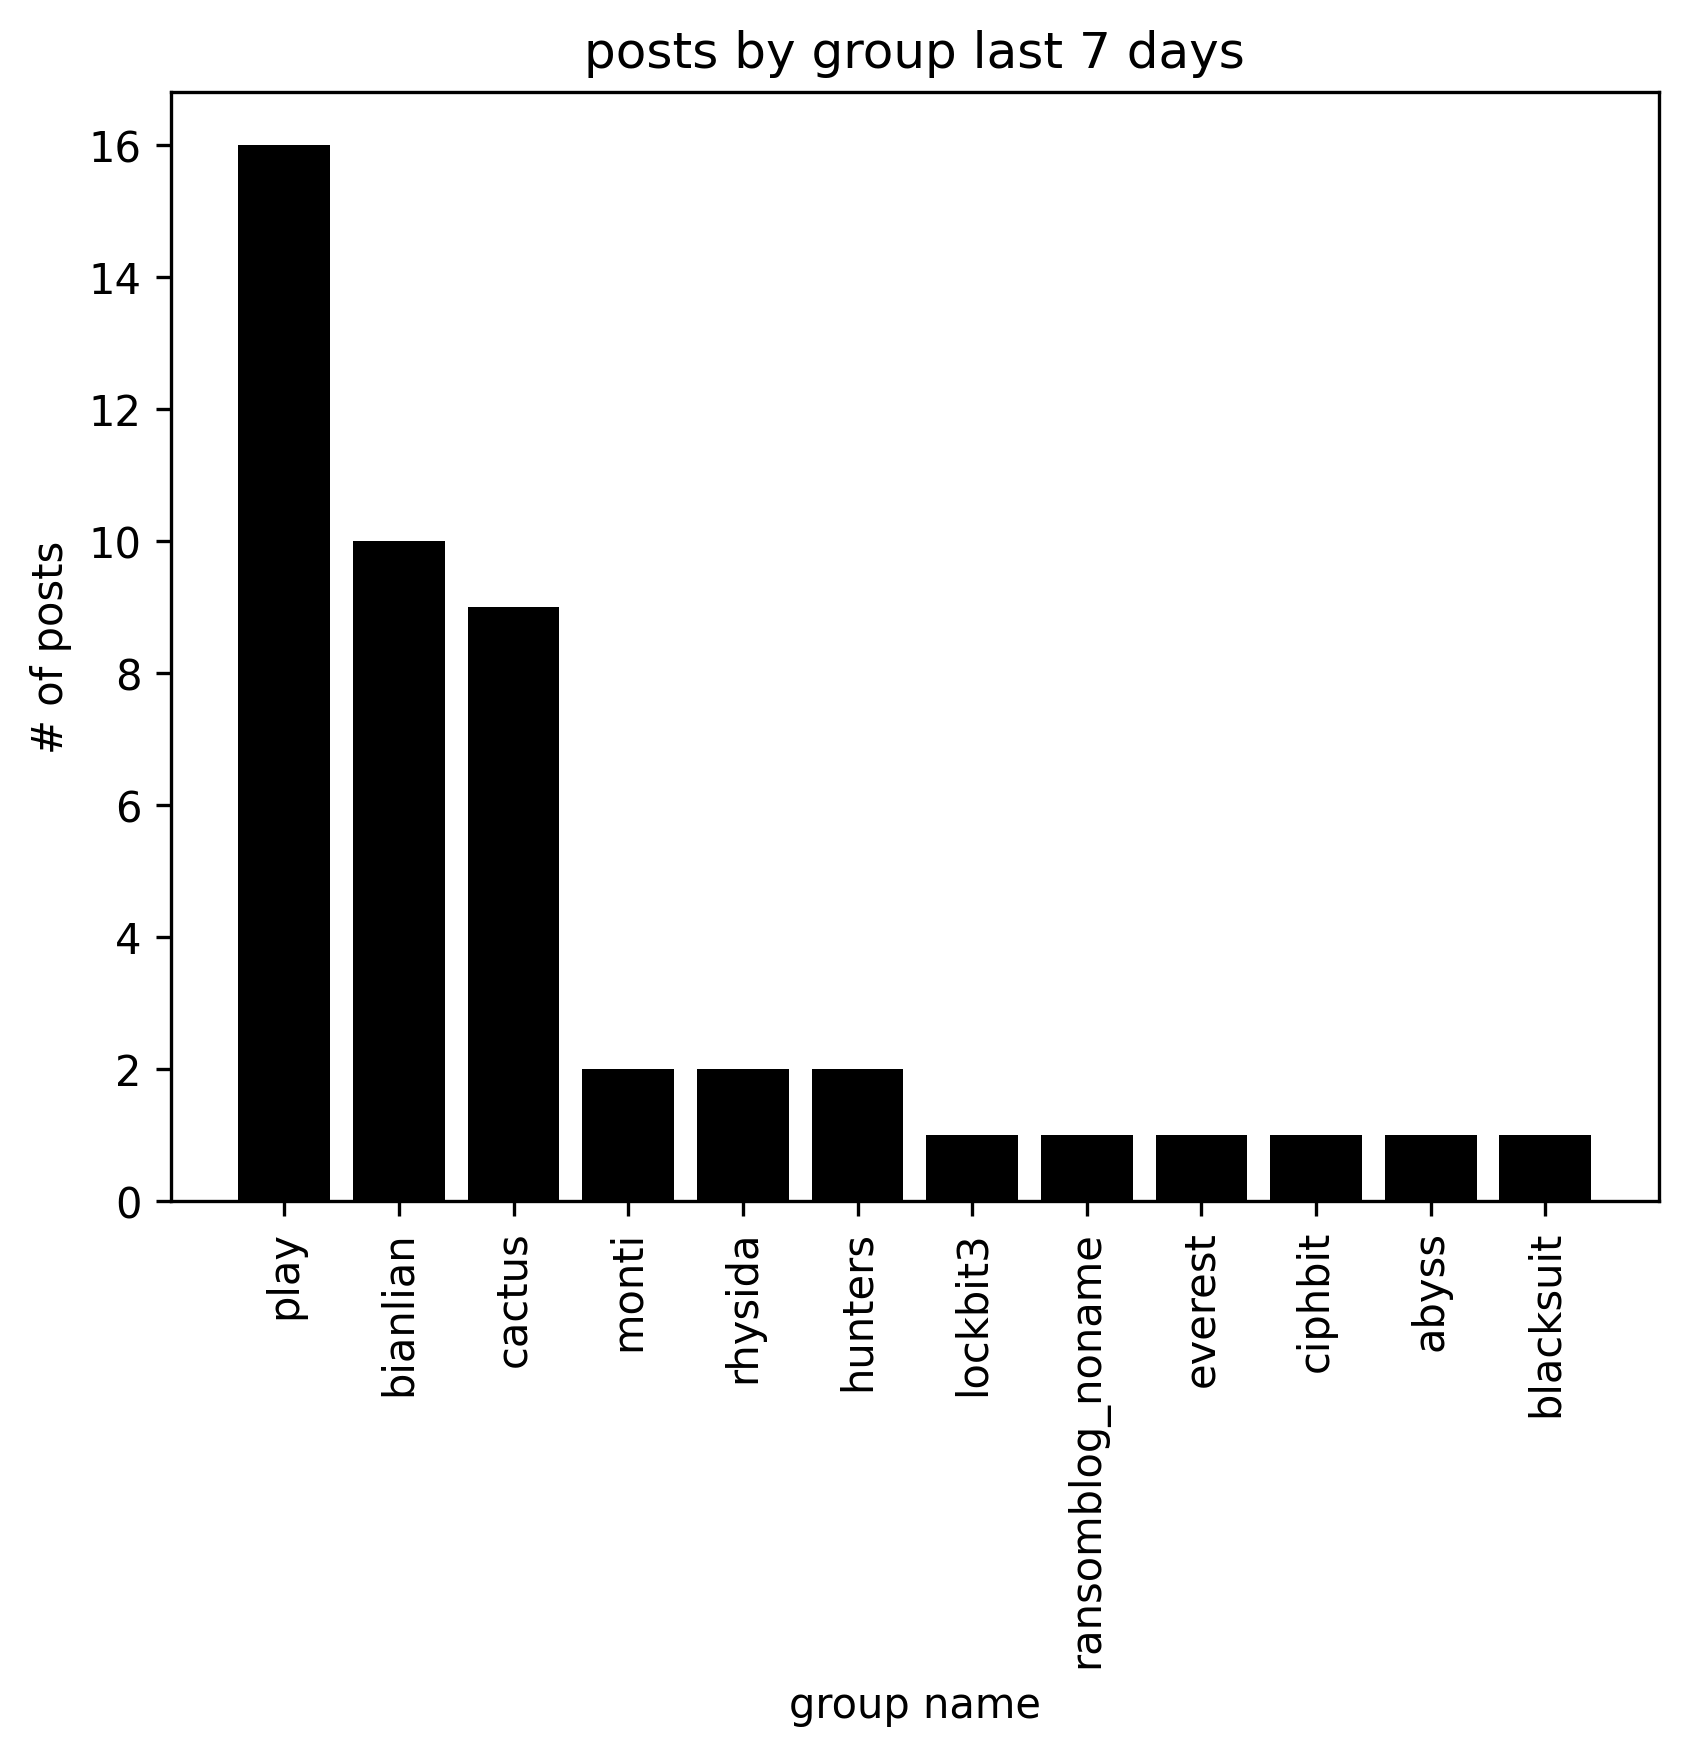 posts by group last 7 days
# of posts
16
14
12
10
8
6
4
2
0
play
bianlian
cactus
monti
rhysida
hunters
lockbit3
ransomblog_noname
everest
ciphbit
abyss
blacksuit
group name